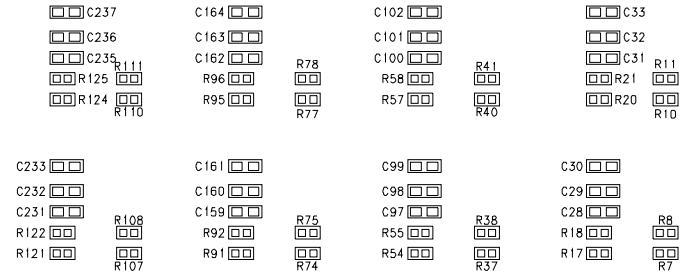 C237 C164 C102 C33
C236 C163 C101 C32
C235 C162 C100 C31
R111 R78 R41 R11
R125 R96 R58 R21
R124 R95 R57 R20
R110 R77 R40 R10
C233 C161 C99 C30
C232 C160 C98 C29
C231 C159 C97 C28
R108 R75 R38 R8
R122 R92 R55 R18
R121 R91 R54 R17
R107 R74 R37 R7